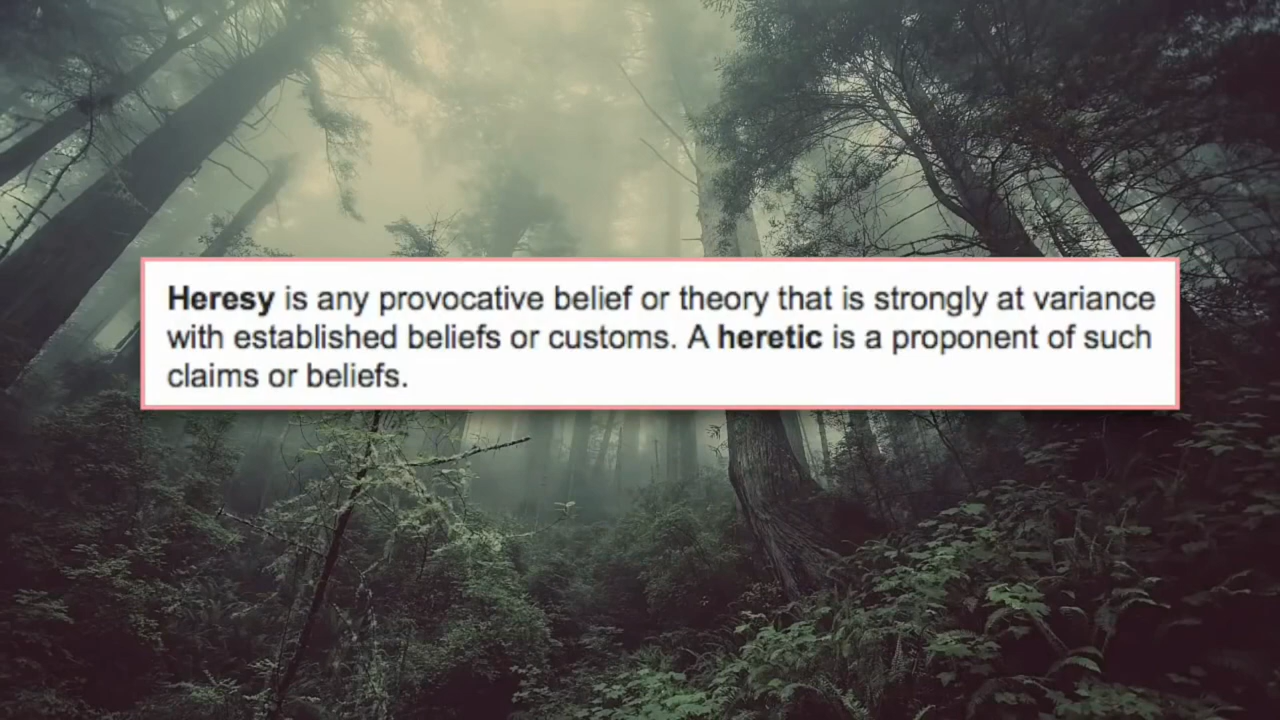 Heresy is any provocative belief or theory that is strongly at variance
with established beliefs or customs. A heretic is a proponent of such
claims or beliefs.